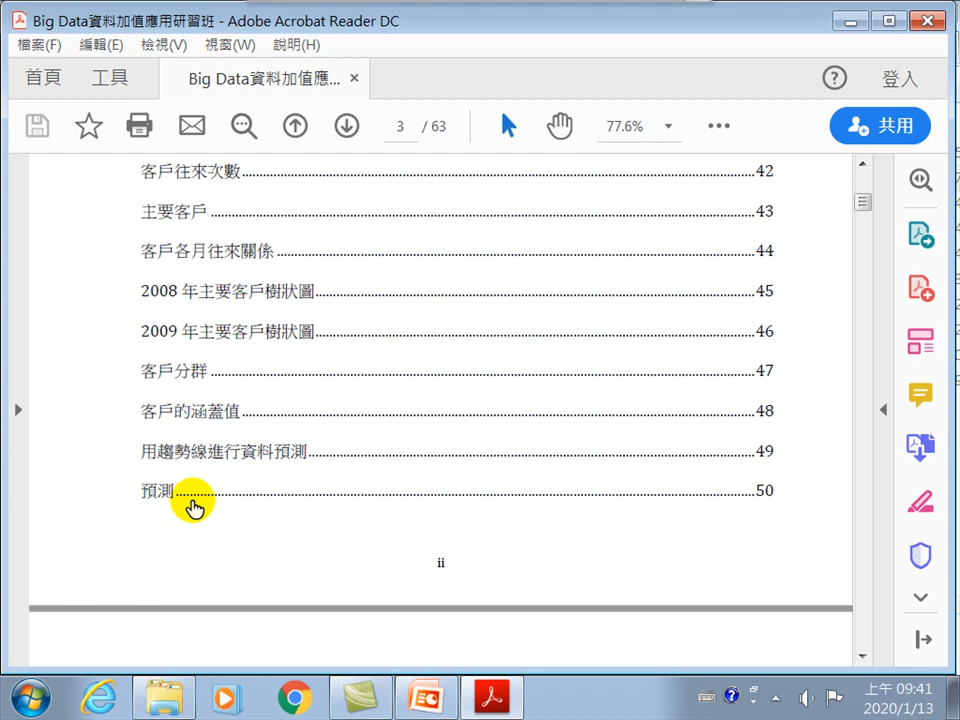 Big Data資料加值應用研習班 - Adobe Acrobat Reader DC
檔案(F) 編輯(E) 檢視(V) 視窗(W) 說明(H)
首頁 工具 Big Data資料加值應... × 登入
3 / 63 77.6% 共用
客戶往來次數 42
主要客戶 43
客戶各月往來關係 44
2008 年主要客戶樹狀圖 45
2009 年主要客戶樹狀圖 46
客戶分群 47
客戶的涵蓋值 48
用趨勢線進行資料預測 49
預測 50
ii
上午 09:41
2020/1/13